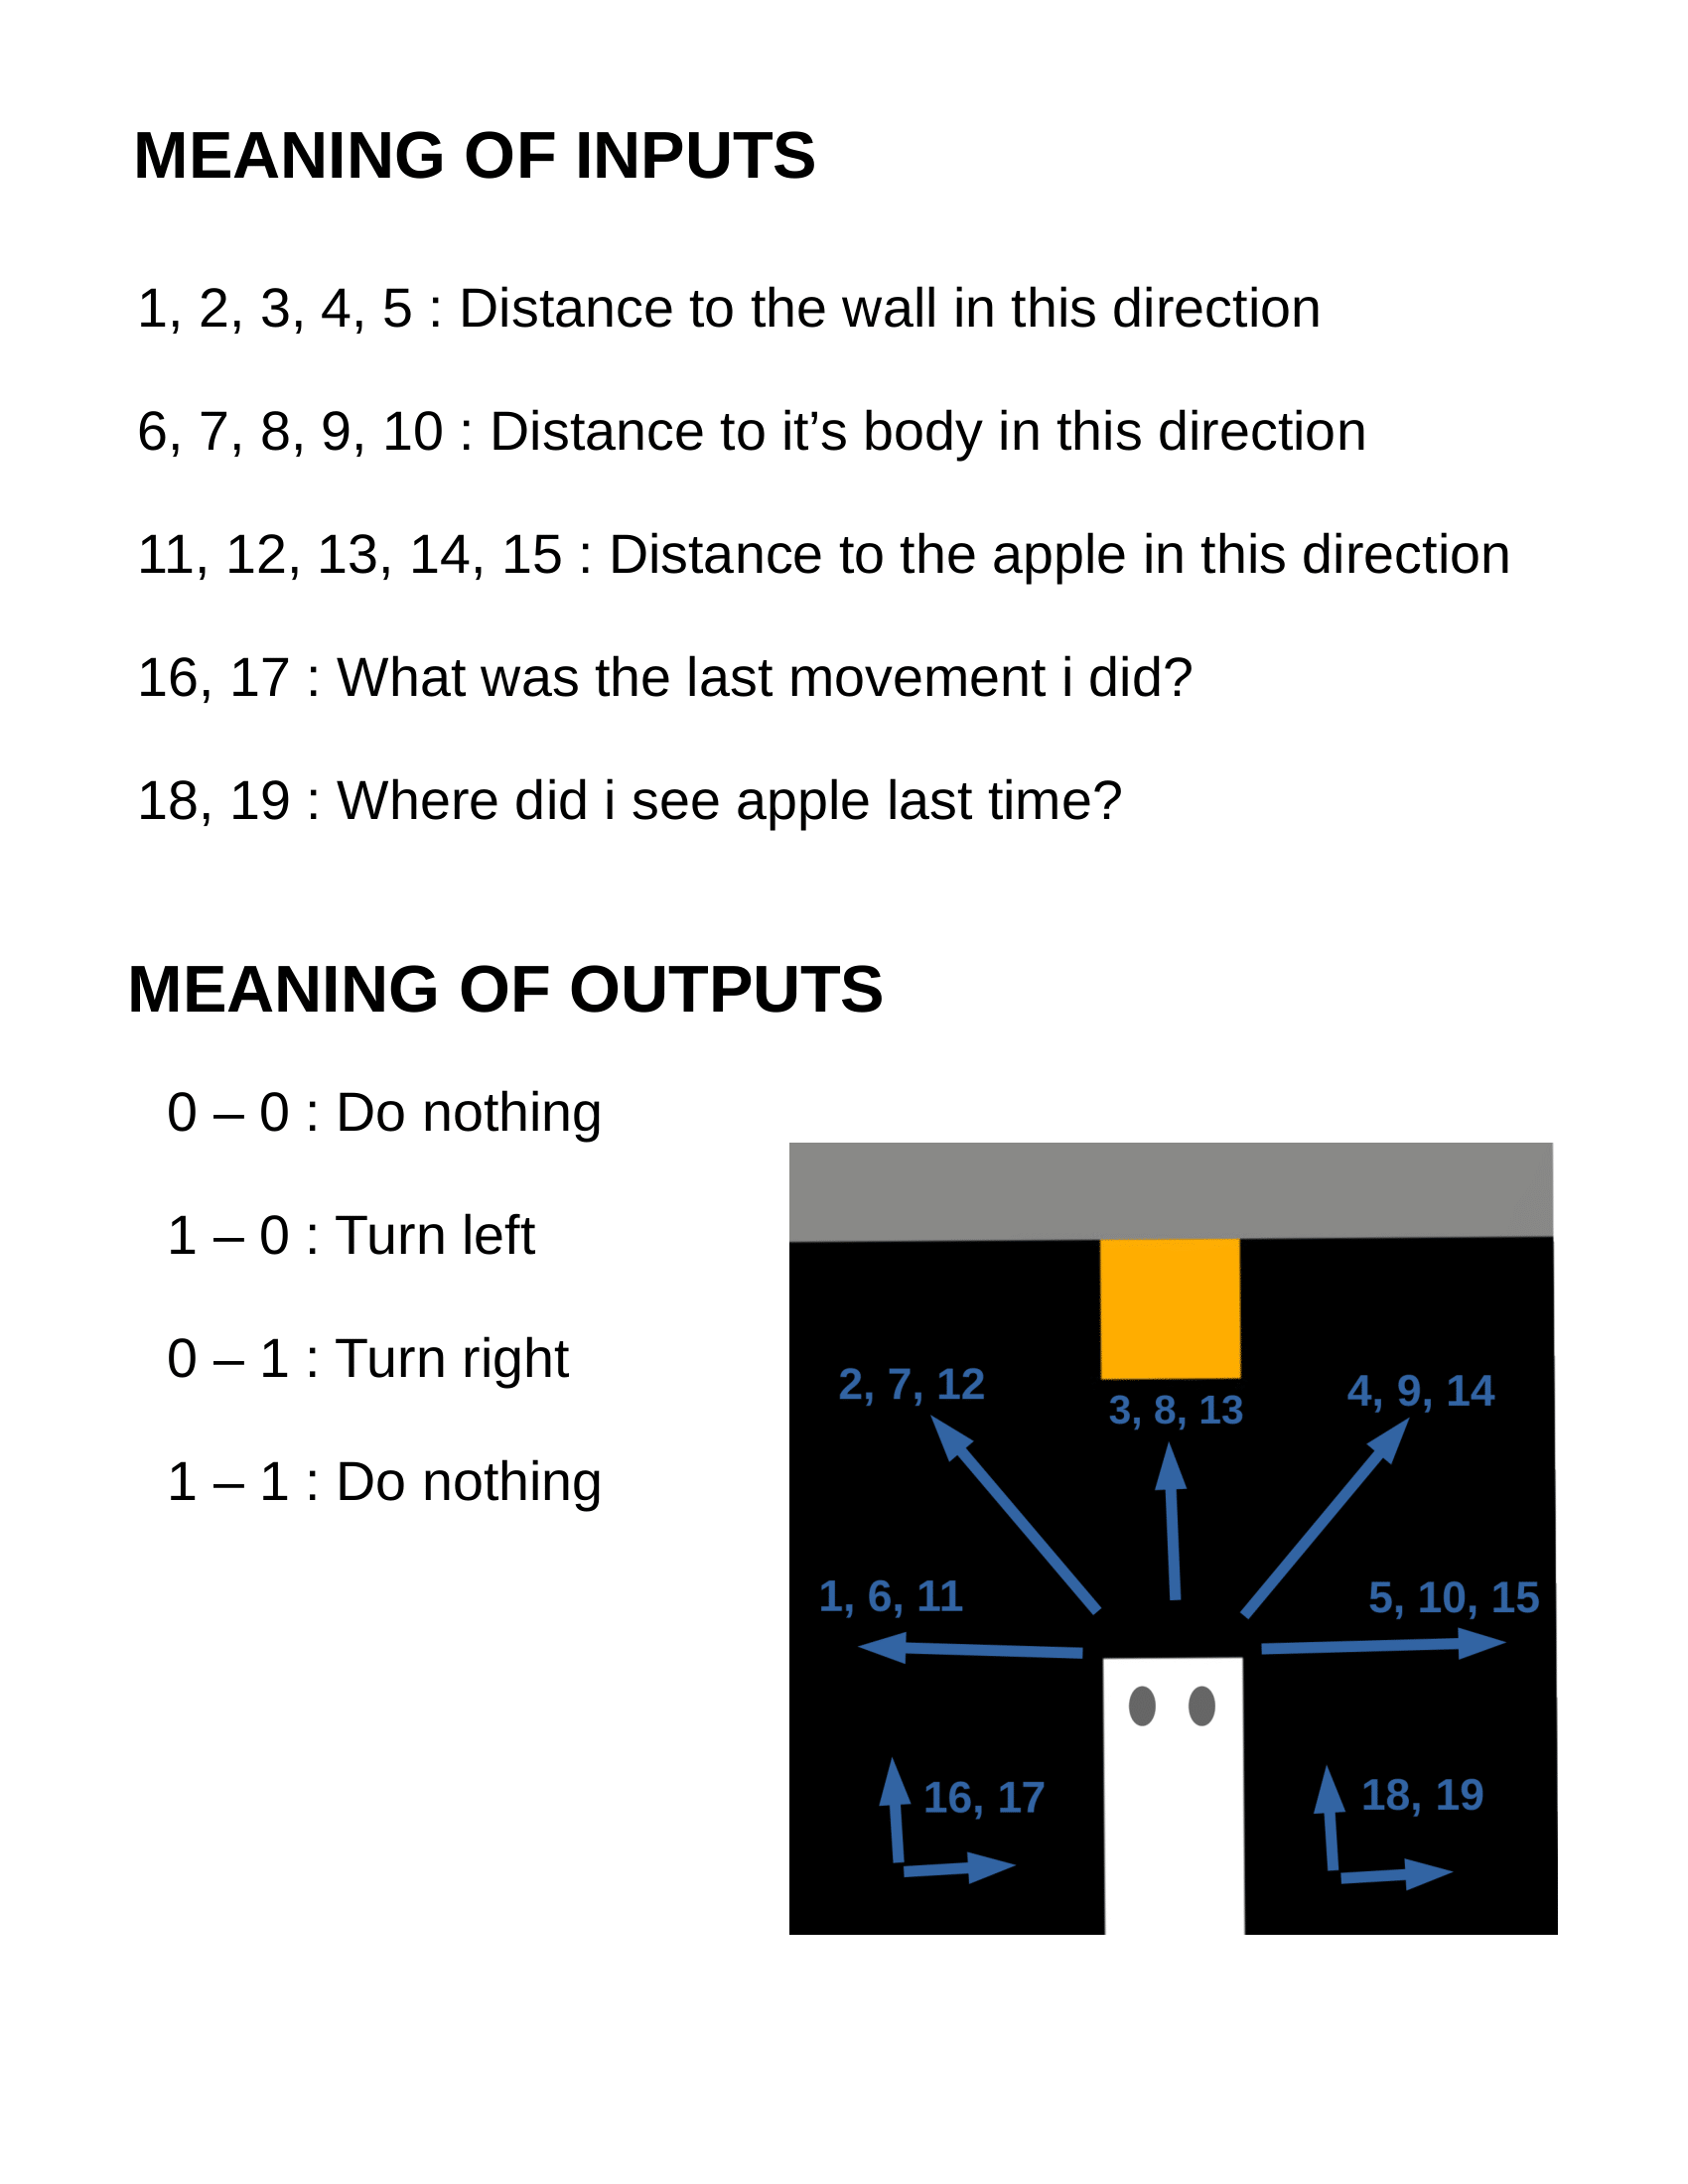 MEANING OF INPUTS
1, 2, 3, 4, 5 : Distance to the wall in this direction
6, 7, 8, 9, 10 : Distance to it’s body in this direction
11, 12, 13, 14, 15 : Distance to the apple in this direction
16, 17 : What was the last movement i did?
18, 19 : Where did i see apple last time?
MEANING OF OUTPUTS
0 – 0 : Do nothing
1 – 0 : Turn left
0 – 1 : Turn right
1 – 1 : Do nothing
2, 7, 12
3, 8, 13
4, 9, 14
1, 6, 11
5, 10, 15
16, 17
18, 19